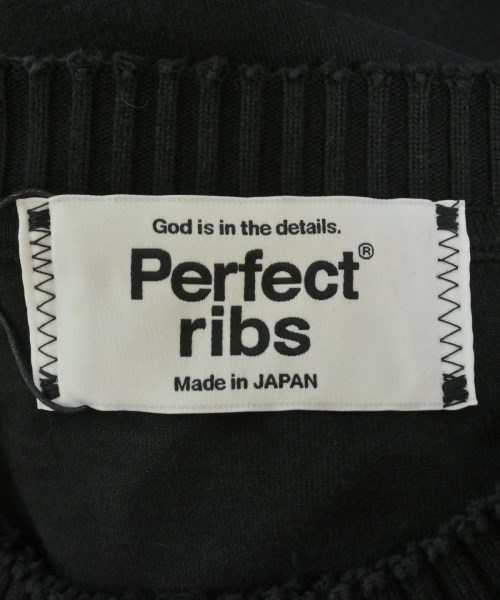 God is in the details.
Perfect®
ribs
Made in JAPAN